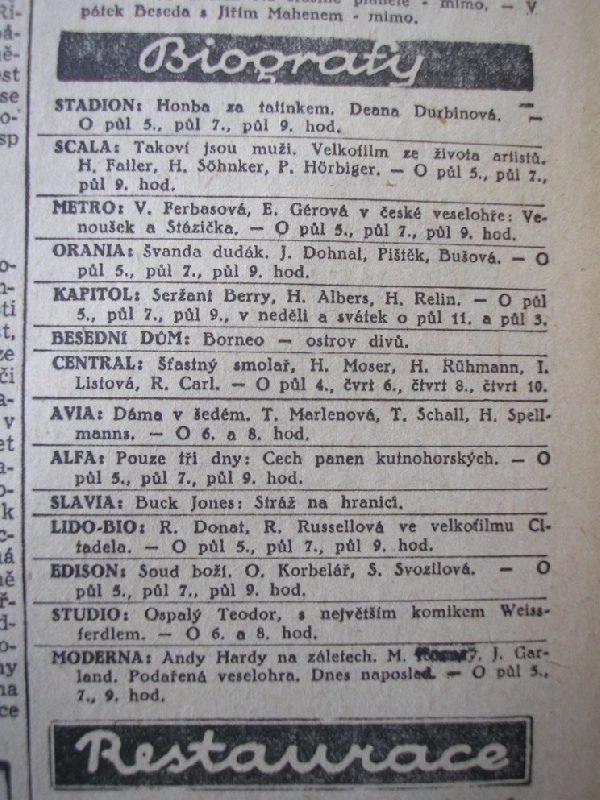 pátek Beseda s Jiřím Mahenem - mimo.
Biografy
STADION: Honba za tatínkem. Deana Durbinová. —
O půl 5., půl 7., půl 9. hod.
SCALA: Takoví jsou muži. Velkofilm ze života artistů.
H. Failer, H. Söhnker, P. Hörbiger. — O půl 5., půl 7.,
půl 9. hod.
METRO: V. Ferbasová, E. Gérová v české veselohře: Ve-
noušek a Stázička. — O půl 5., půl 7., půl 9. hod.
ORANIA: Švanda dudák. J. Dohnal, Pištěk, Bušová. — O
půl 5., půl 7., půl 9. hod.
KAPITOL: Seržant Berry, H. Albers, H. Relin. — O půl
5., půl 7., půl 9., v neděli a svátek o půl 11. a půl 3.
BESEDNÍ DŮM: Borneo — ostrov divů.
CENTRAL: Šťastný smolař, H. Moser, H. Rühmann, I.
Listová, R. Carl. — O půl 4., čvrt 6., čtvrt 8., čtvrt 10.
AVIA: Dáma v šedém. T. Marlenová, T. Schall, H. Spell-
manns. — O 6. a 8. hod.
ALFA: Pouze tři dny: Cech panen kutnohorských. — O
půl 5., půl 7., půl 9. hod.
SLAVIA: Buck Jones: Stráž na hranici.
LIDO-BIO: R. Donat, R. Russellová ve velkofilmu Ci-
tadela. — O půl 5., půl 7., půl 9. hod.
EDISON: Soud boží. O. Korbelář, S. Svozilová. — O
půl 5., půl 7., půl 9. hod.
STUDIO: Ospalý Teodor, s největším komikem Weiss-
ferdlem. — O 6. a 8. hod.
MODERNA: Andy Hardy na záletech. M. J. Gar-
land. Podařená veselohra. Dnes naposled. — O půl 5.,
7., 9. hod.
Restaurace